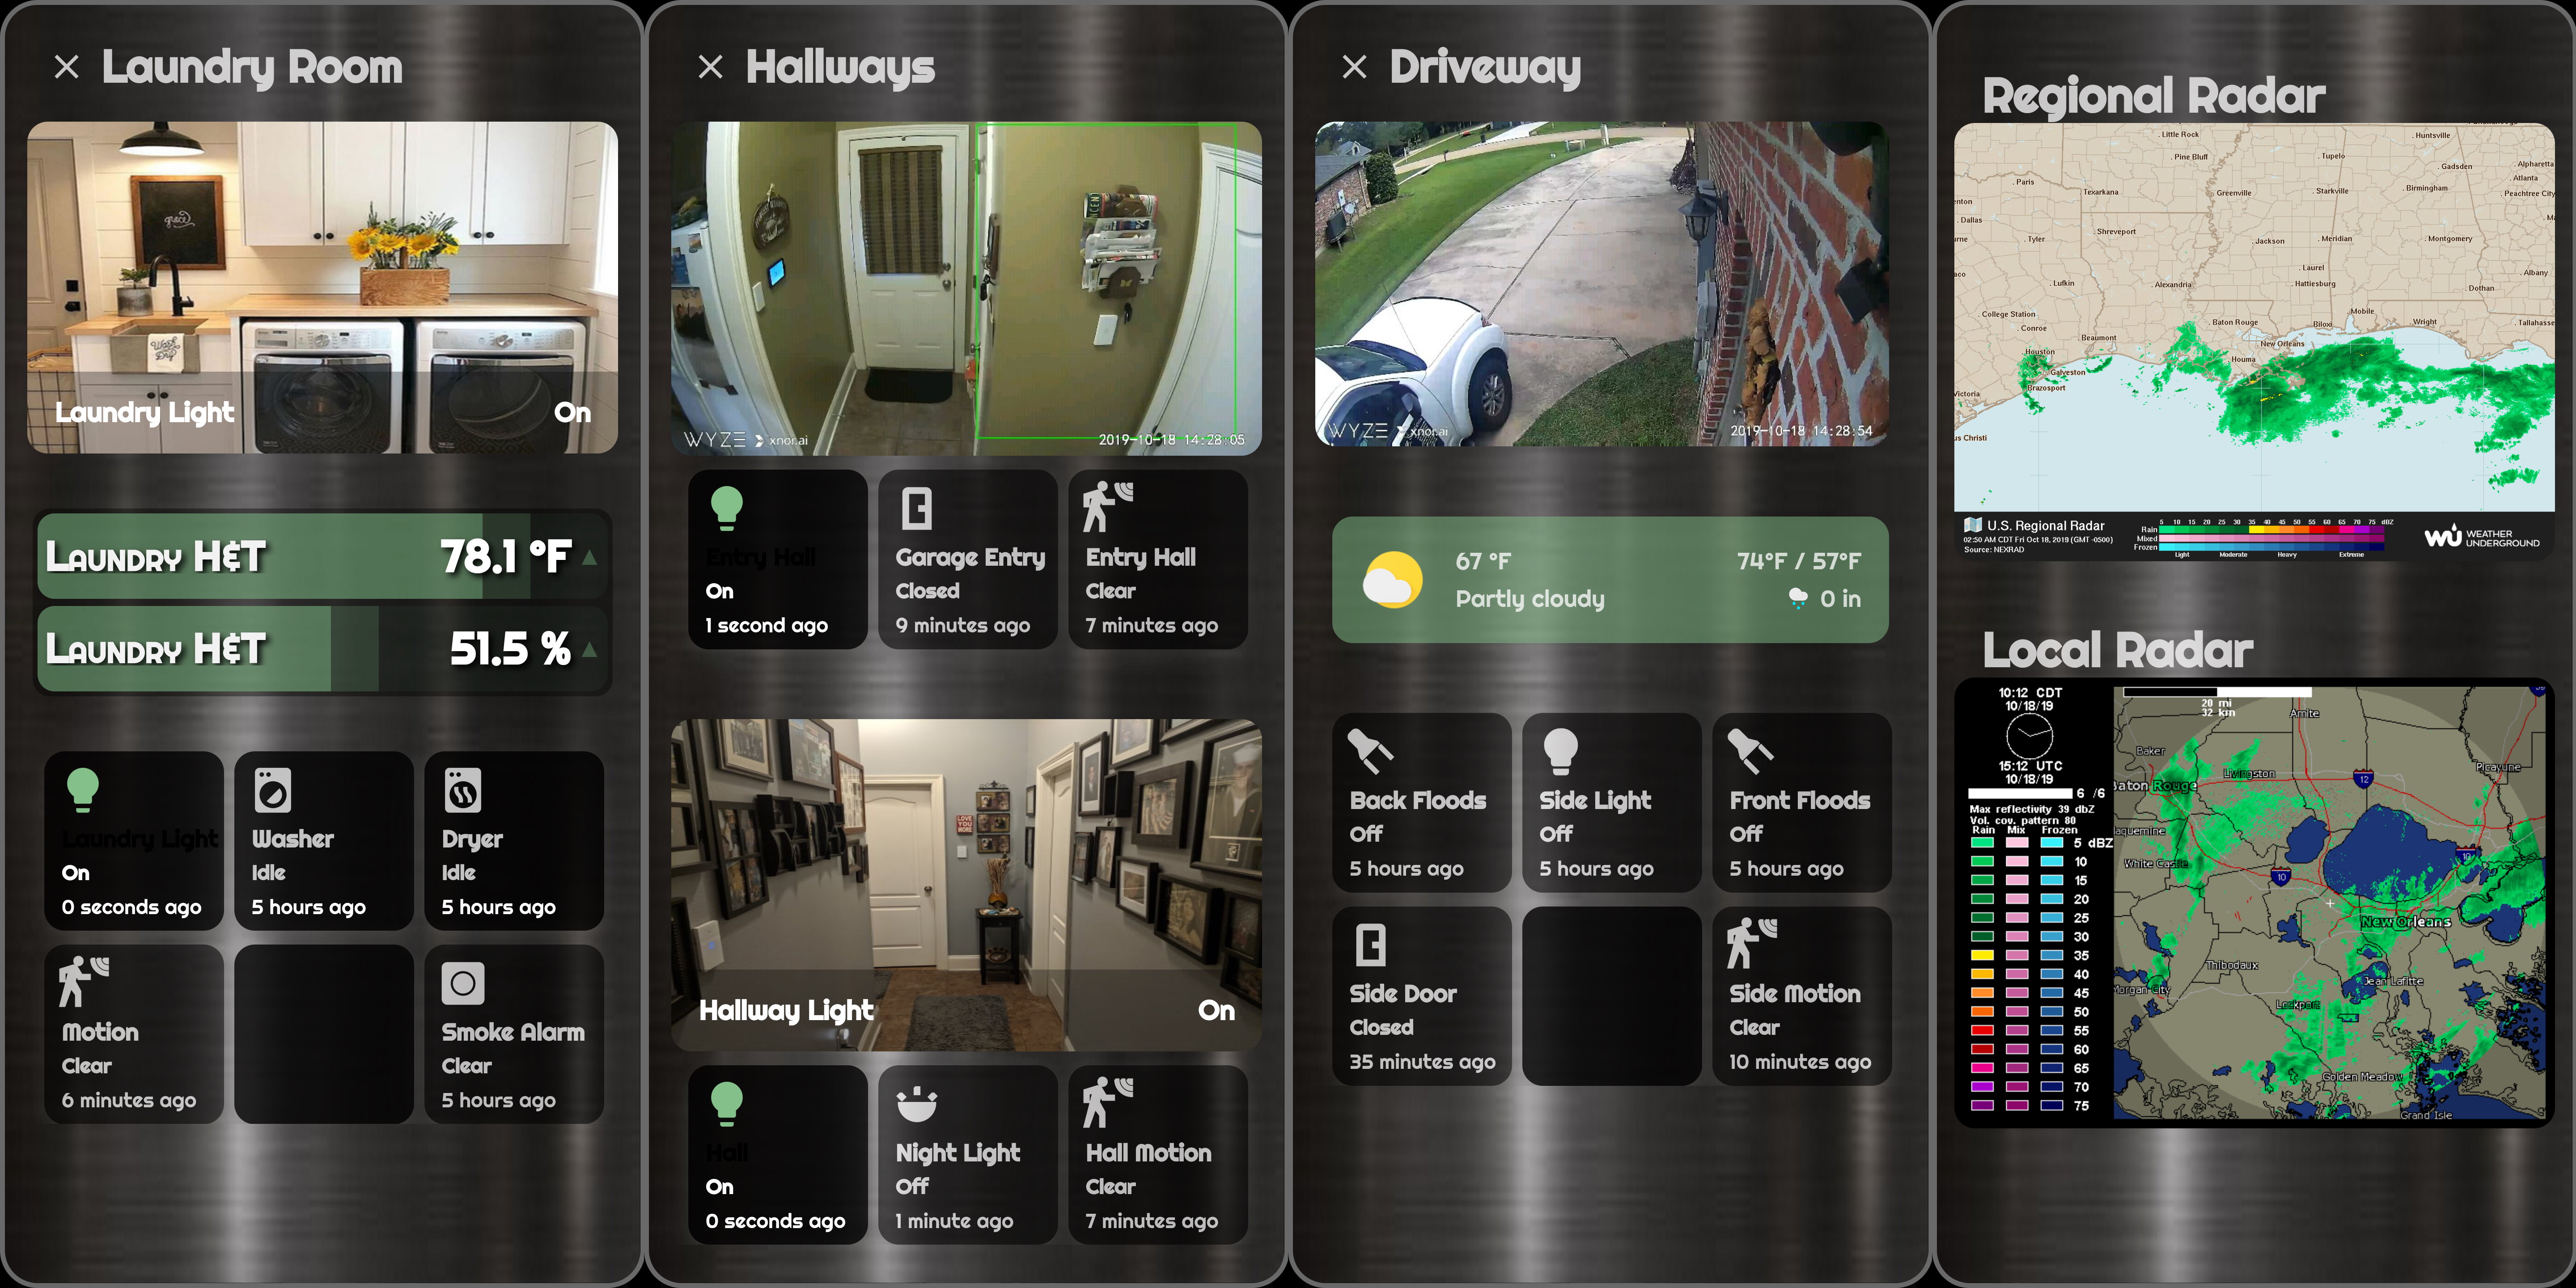 Laundry Room
grace
Wash
Dry
Laundry Light
On
LAUNDRY H&T
78.1 °F
LAUNDRY H&T
51.5 %
Laundry Light
On
0 seconds ago
Washer
Idle
5 hours ago
Dryer
Idle
5 hours ago
Motion
Clear
6 minutes ago
Smoke Alarm
Clear
5 hours ago
Hallways
WYZE xnor.ai
2019-10-18 14:28:05
Entry Hall
On
1 second ago
Garage Entry
Closed
9 minutes ago
Entry Hall
Clear
7 minutes ago
LOVE
YOU
MORE
Hallway Light
On
Hall
On
0 seconds ago
Night Light
Off
1 minute ago
Hall Motion
Clear
7 minutes ago
Driveway
WYZE xnor.ai
2019-10-18 14:28:54
67 °F
74°F / 57°F
Partly cloudy
0 in
Back Floods
Off
5 hours ago
Side Light
Off
5 hours ago
Front Floods
Off
5 hours ago
Side Door
Closed
35 minutes ago
Side Motion
Clear
10 minutes ago
Regional Radar
Little Rock
Huntsville
Pine Bluff
Tupelo
Gadsden
Alpharetta
Atlanta
Paris
Texarkana
Greenville
Starkville
Birmingham
Peachtree City
enton
Dallas
Tyler
Shreveport
Jackson
Meridian
Montgomery
Laurel
Albany
Lufkin
Alexandria
Hattiesburg
Dothan
College Station
Conroe
Beaumont
Baton Rouge
Biloxi
Mobile
Wright
Tallahasse
Houston
New Orleans
Houma
Galveston
Brazosport
Victoria
us Christi
U.S. Regional Radar
02:50 AM CDT Fri Oct 18, 2019 (GMT -0500)
Source: NEXRAD
5 10 15 20 25 30 35 40 45 50 55 60 65 70 75 dBZ
Rain
Mixed
Frozen
Light Moderate Heavy Extreme
WEATHER
UNDERGROUND
Local Radar
10:12 CDT
10/18/19
15:12 UTC
10/18/19
6 /6
Max reflectivity 39 dbZ
Vol. cov. pattern 80
Rain Mix Frozen
5 dBZ
10
15
20
25
30
35
40
45
50
55
60
65
70
75
20 mi
32 km
Amite
Baker
Livingston
Picayune
Baton Rouge
12
laquemine
White Castle
10
10
New Orleans
Thibodaux
Jean Lafitte
Morgan City
Lockport
Golden Meadow
Grand Isle